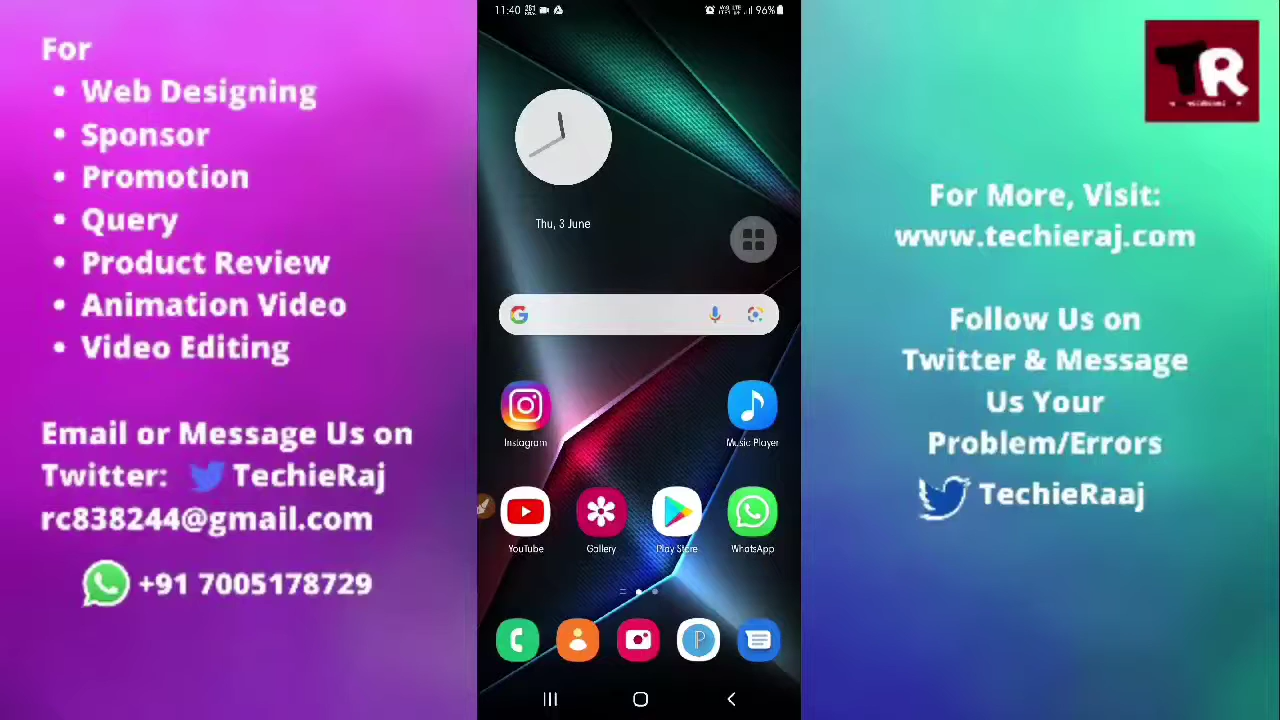 For
• Web Designing
• Sponsor
• Promotion
• Query
• Product Review
• Animation Video
• Video Editing
Email or Message Us on
Twitter: TechieRaj
rc838244@gmail.com
+91 7005178729
11:40
96%
Thu, 3 June
Instagram
Music Player
YouTube
Gallery
Play Store
WhatsApp
TR
For More, Visit:
www.techieraj.com
Follow Us on
Twitter & Message
Us Your
Problem/Errors
TechieRaaj